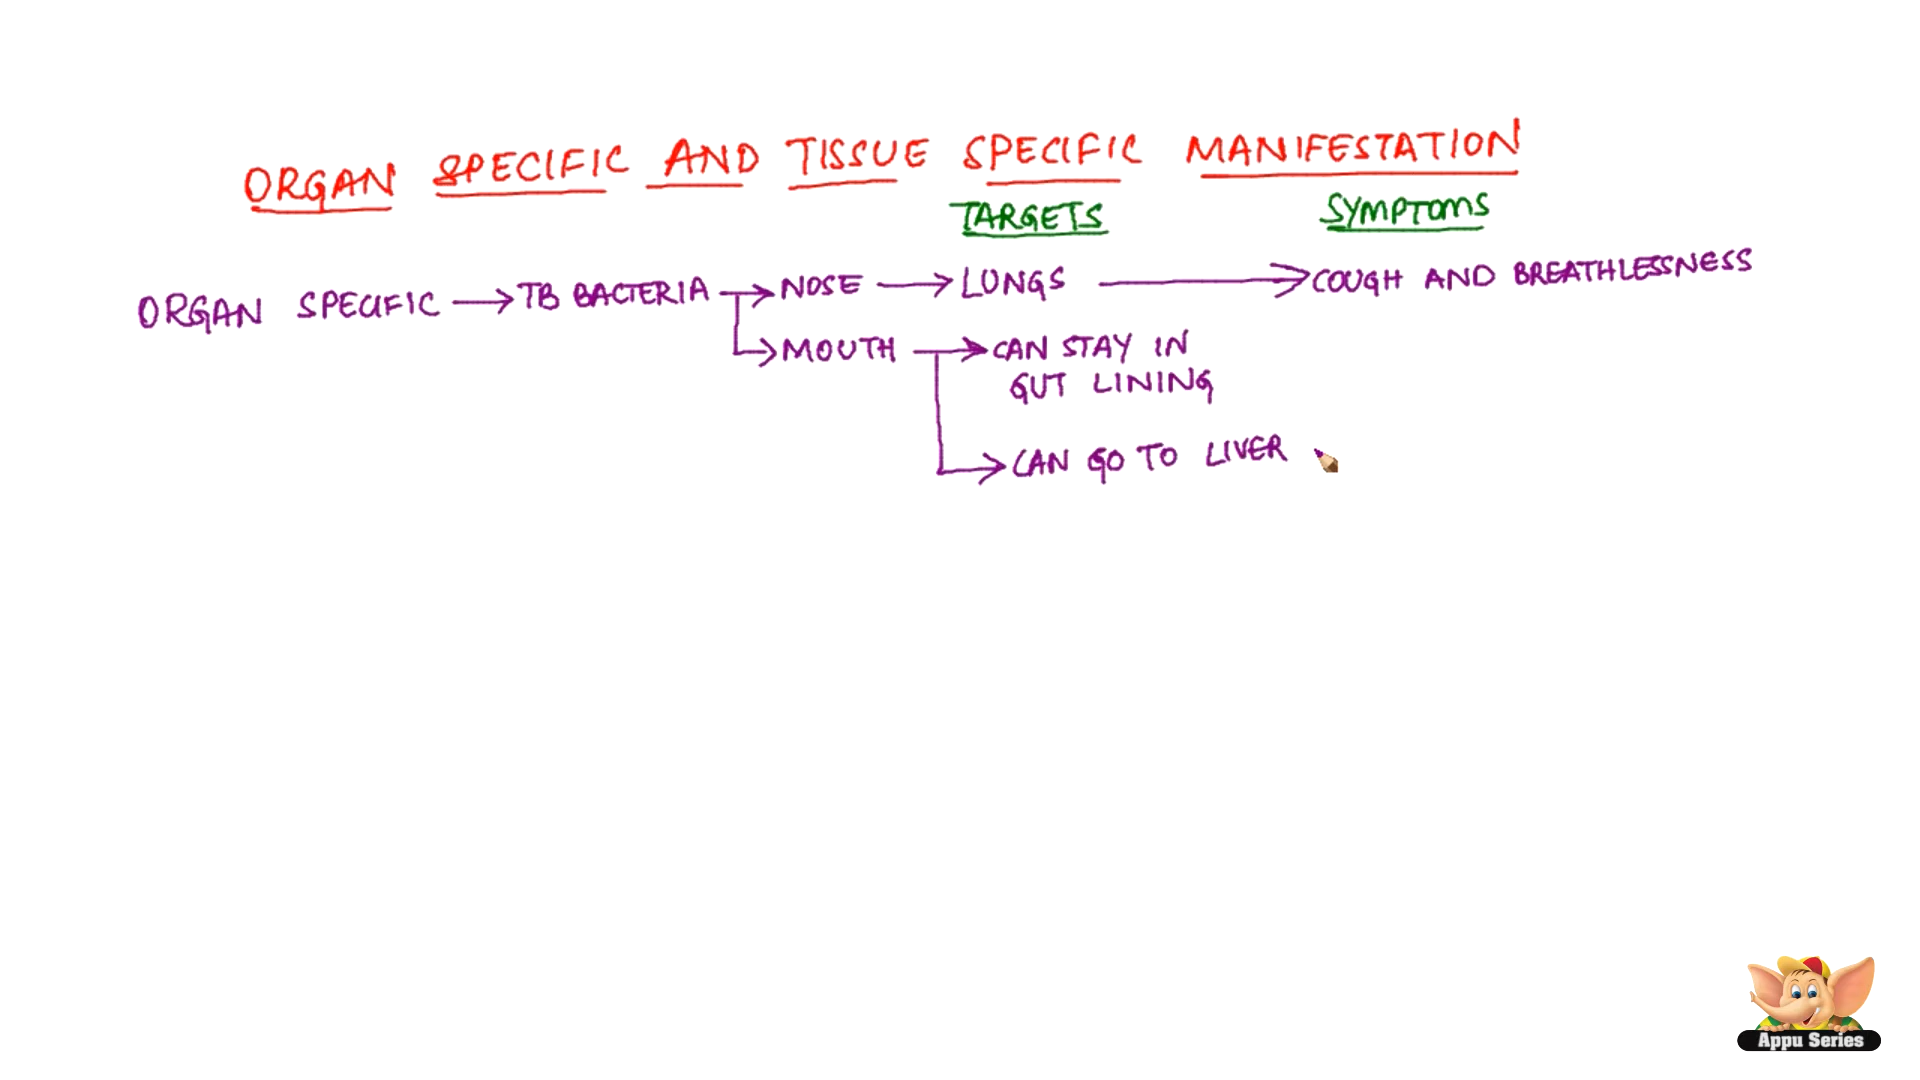 ORGAN SPECIFIC AND TISSUE SPECIFIC MANIFESTATION
TARGETS SYMPTOMS
ORGAN SPECIFIC → TB BACTERIA → NOSE → LUNGS → COUGH AND BREATHLESSNESS
→ MOUTH → CAN STAY IN
GUT LINING
→ CAN GO TO LIVER
Appu Series